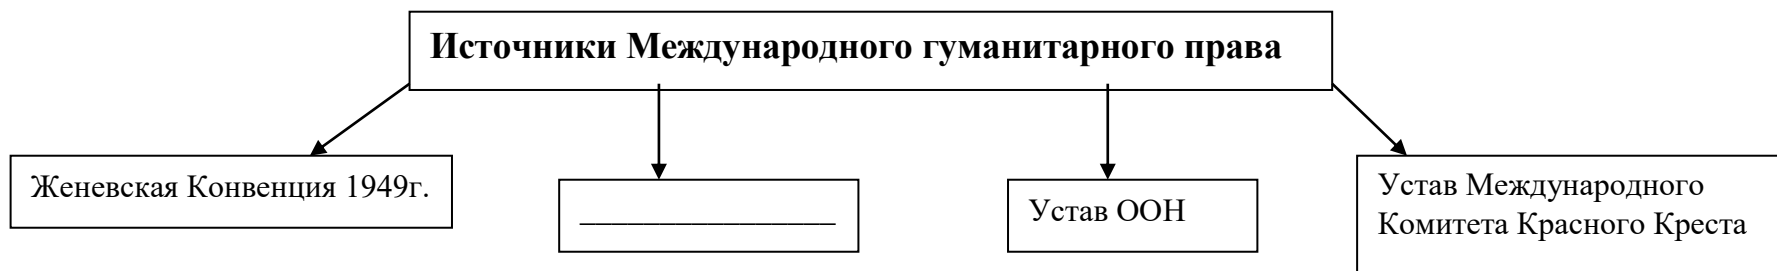 Источники Международного гуманитарного права
Женевская Конвенция 1949г.
________________
Устав ООН
Устав Международного
Комитета Красного Креста